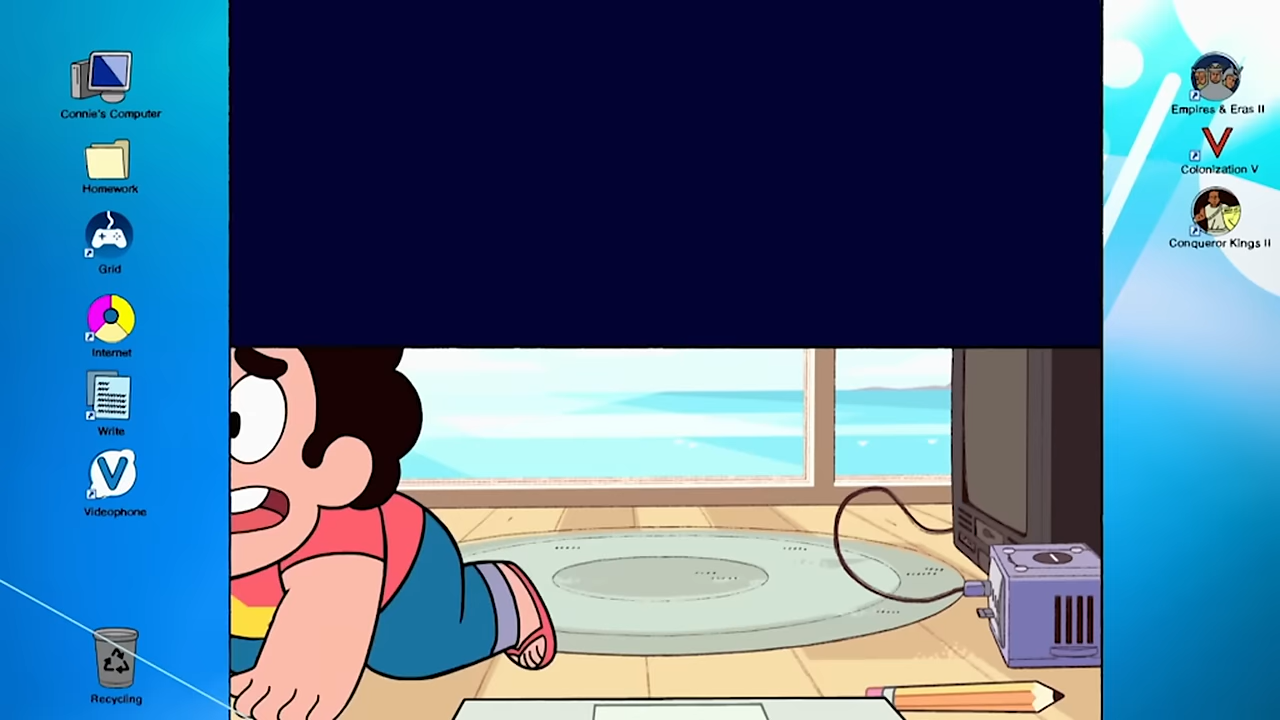 Connie's Computer
Homework
Grid
Internet
Write
Videophone
Recycling
Empires & Eras II
Colonization V
Conqueror Kings II